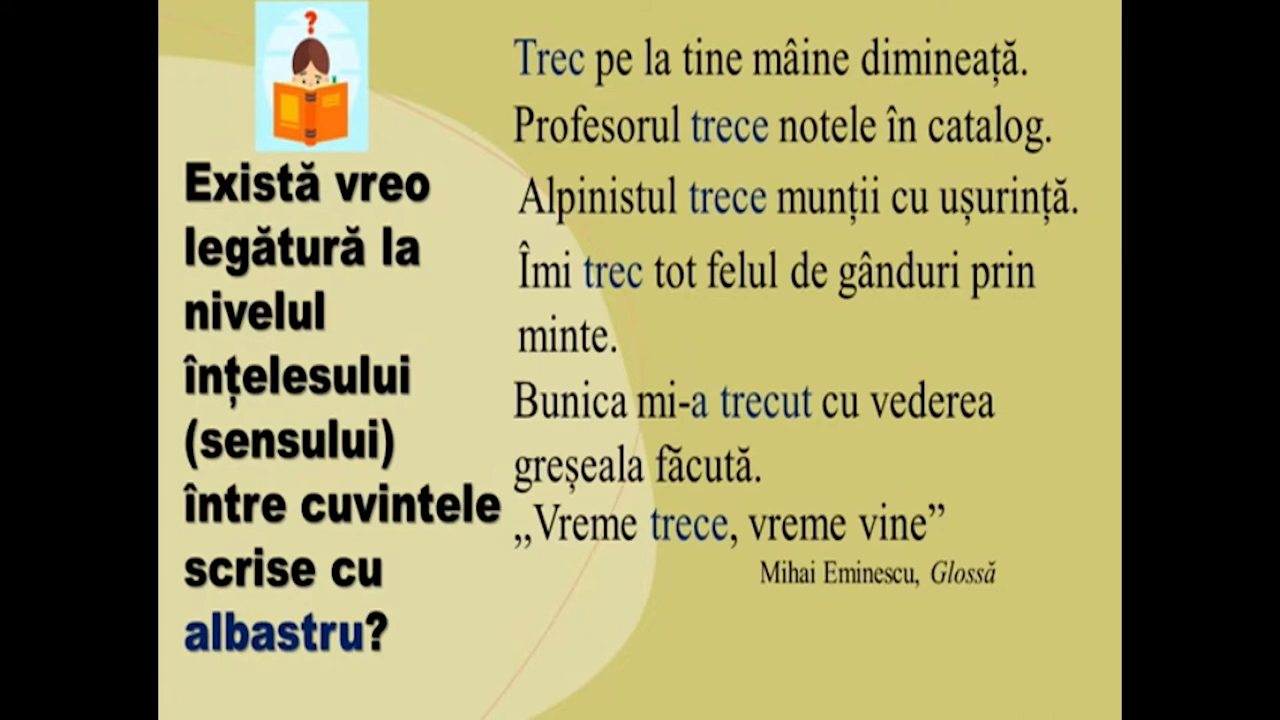 ?
Există vreo
legătură la
nivelul
înțelesului
(sensului)
între cuvintele
scrise cu
albastru?
Trec pe la tine mâine dimineață.
Profesorul trece notele în catalog.
Alpinistul trece munții cu ușurință.
Îmi trec tot felul de gânduri prin
minte.
Bunica mi-a trecut cu vederea
greșeala făcută.
,,Vreme trece, vreme vine”
Mihai Eminescu, Glossă